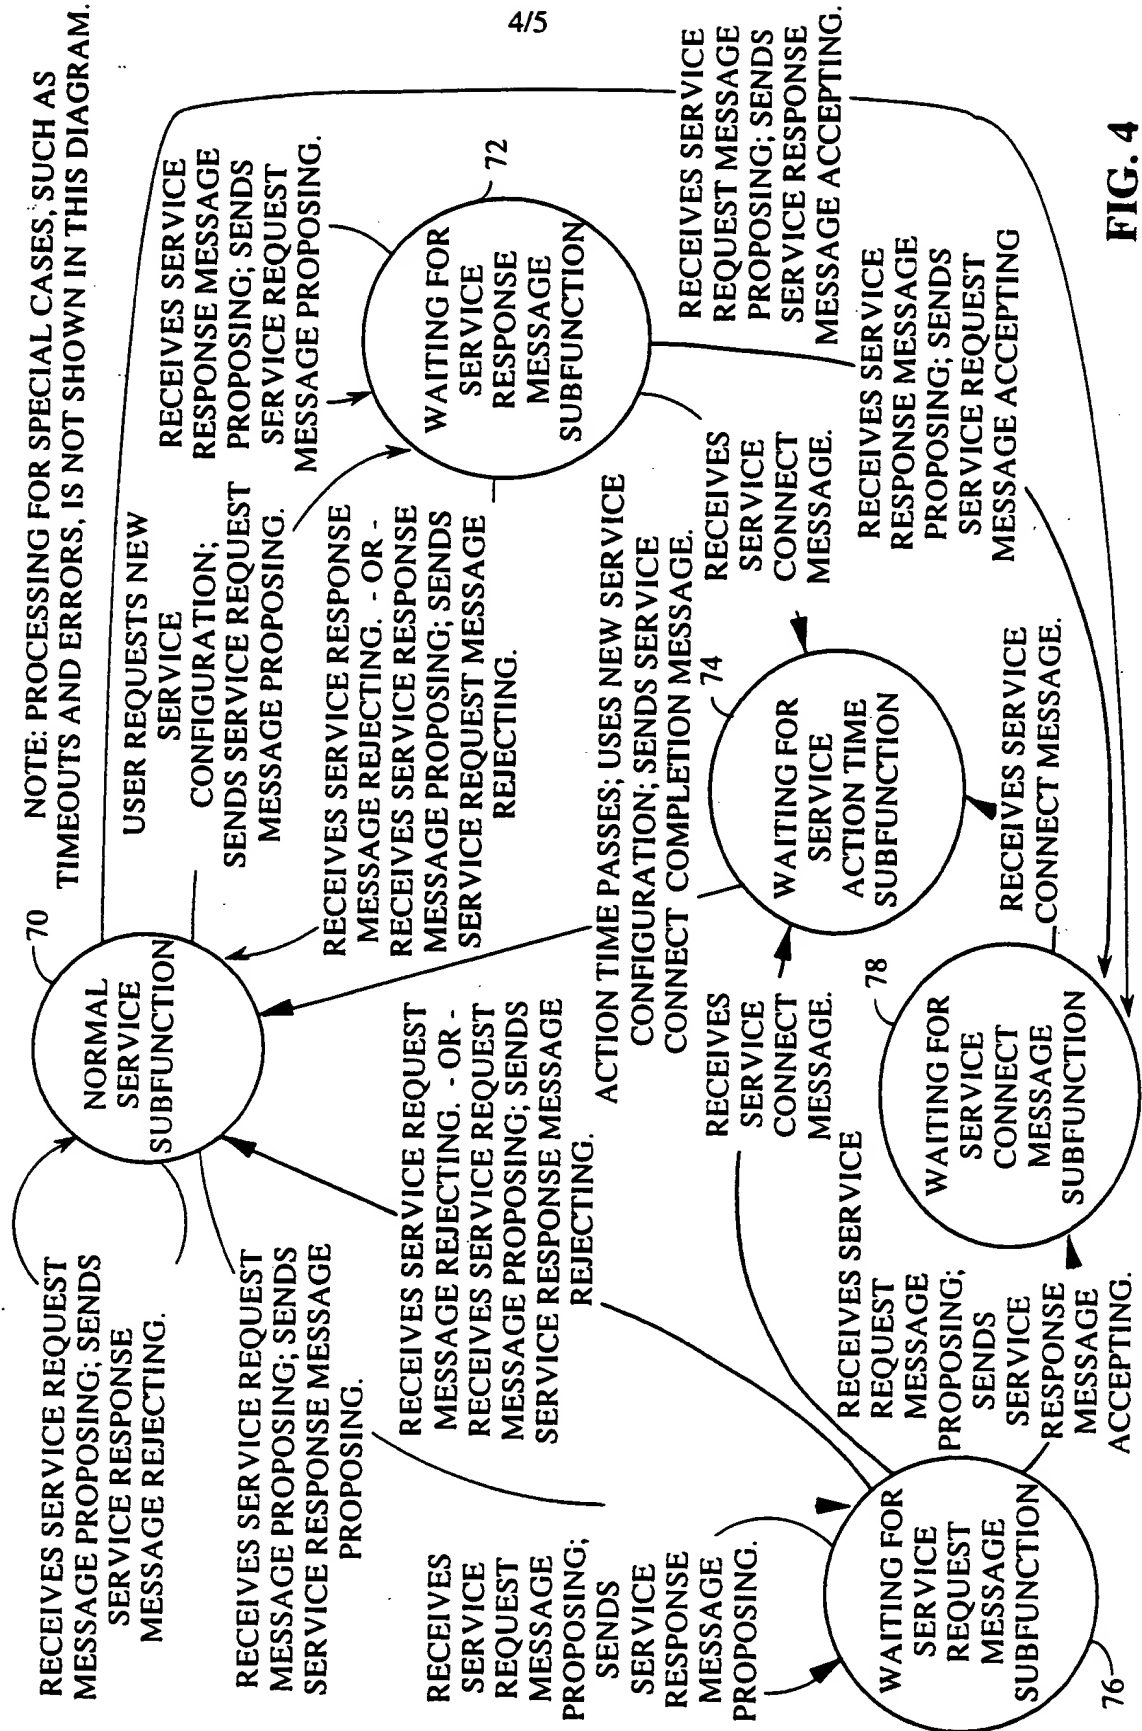 4/5
NOTE: PROCESSING FOR SPECIAL CASES, SUCH AS
TIMEOUTS AND ERRORS, IS NOT SHOWN IN THIS DIAGRAM.
RECEIVES SERVICE REQUEST
MESSAGE PROPOSING; SENDS
SERVICE RESPONSE
MESSAGE REJECTING.
70
NORMAL
SERVICE
SUBFUNCTION
USER REQUESTS NEW
SERVICE
CONFIGURATION;
SENDS SERVICE REQUEST
MESSAGE PROPOSING.
RECEIVES SERVICE
RESPONSE MESSAGE
PROPOSING; SENDS
SERVICE REQUEST
MESSAGE PROPOSING.
RECEIVES SERVICE REQUEST
MESSAGE PROPOSING; SENDS
SERVICE RESPONSE MESSAGE
PROPOSING.
RECEIVES SERVICE RESPONSE
MESSAGE REJECTING. - OR -
RECEIVES SERVICE RESPONSE
MESSAGE PROPOSING; SENDS
SERVICE REQUEST MESSAGE
REJECTING.
72
WAITING FOR
SERVICE
RESPONSE
MESSAGE
SUBFUNCTION
RECEIVES SERVICE REQUEST
MESSAGE REJECTING. - OR -
RECEIVES SERVICE REQUEST
MESSAGE PROPOSING; SENDS
SERVICE RESPONSE MESSAGE
REJECTING.
ACTION TIME PASSES; USES NEW SERVICE
CONFIGURATION; SENDS SERVICE
CONNECT COMPLETION MESSAGE.
RECEIVES SERVICE
REQUEST MESSAGE
PROPOSING; SENDS
SERVICE RESPONSE
MESSAGE ACCEPTING.
RECEIVES
SERVICE
REQUEST
MESSAGE
PROPOSING;
SENDS
SERVICE
RESPONSE
MESSAGE
PROPOSING.
RECEIVES
SERVICE
CONNECT
MESSAGE.
74
WAITING FOR
SERVICE
ACTION TIME
SUBFUNCTION
RECEIVES
SERVICE
CONNECT
MESSAGE.
RECEIVES SERVICE
RESPONSE MESSAGE
PROPOSING; SENDS
SERVICE REQUEST
MESSAGE ACCEPTING
76
WAITING FOR
SERVICE
REQUEST
MESSAGE
SUBFUNCTION
RECEIVES SERVICE
REQUEST
MESSAGE
PROPOSING;
SENDS
SERVICE
RESPONSE
MESSAGE
ACCEPTING.
78
WAITING FOR
SERVICE
CONNECT
MESSAGE
SUBFUNCTION
RECEIVES SERVICE
CONNECT MESSAGE.
FIG. 4